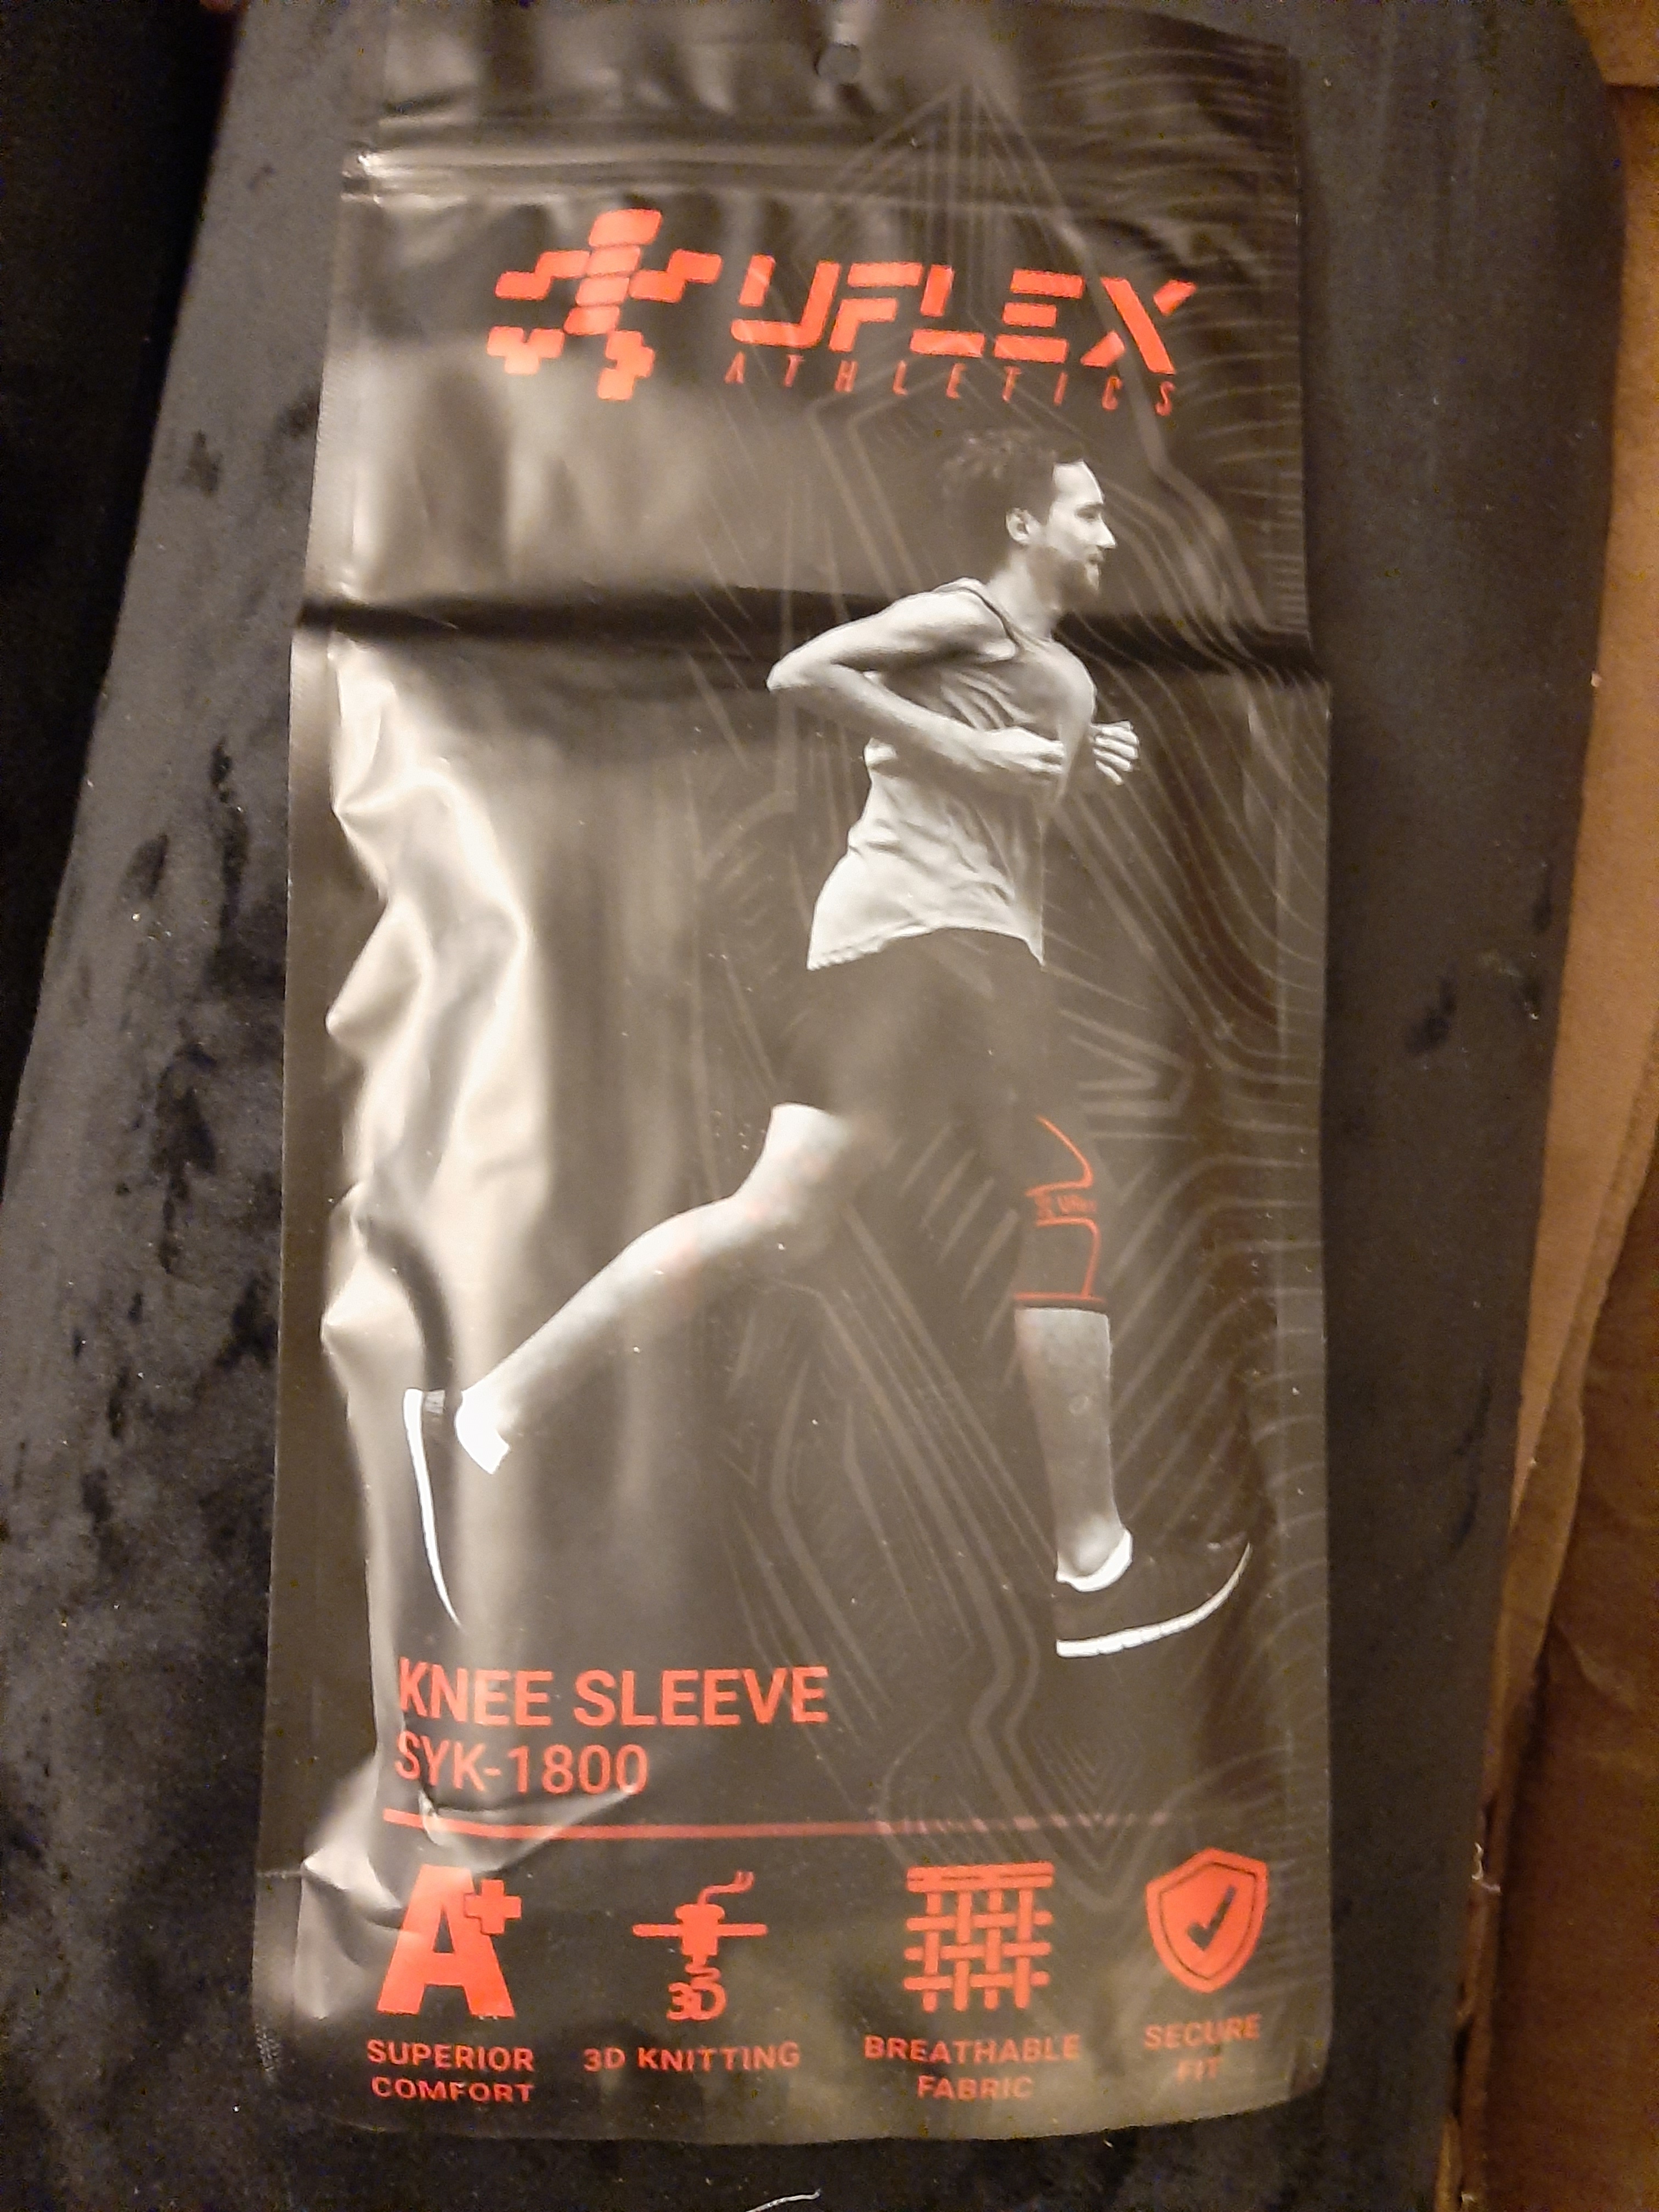 UFLEX
ATHLETICS
KNEE SLEEVE
SYK-1800
A+
3D
SUPERIOR
COMFORT
3D KNITTING
BREATHABLE
FABRIC
SECURE
FIT